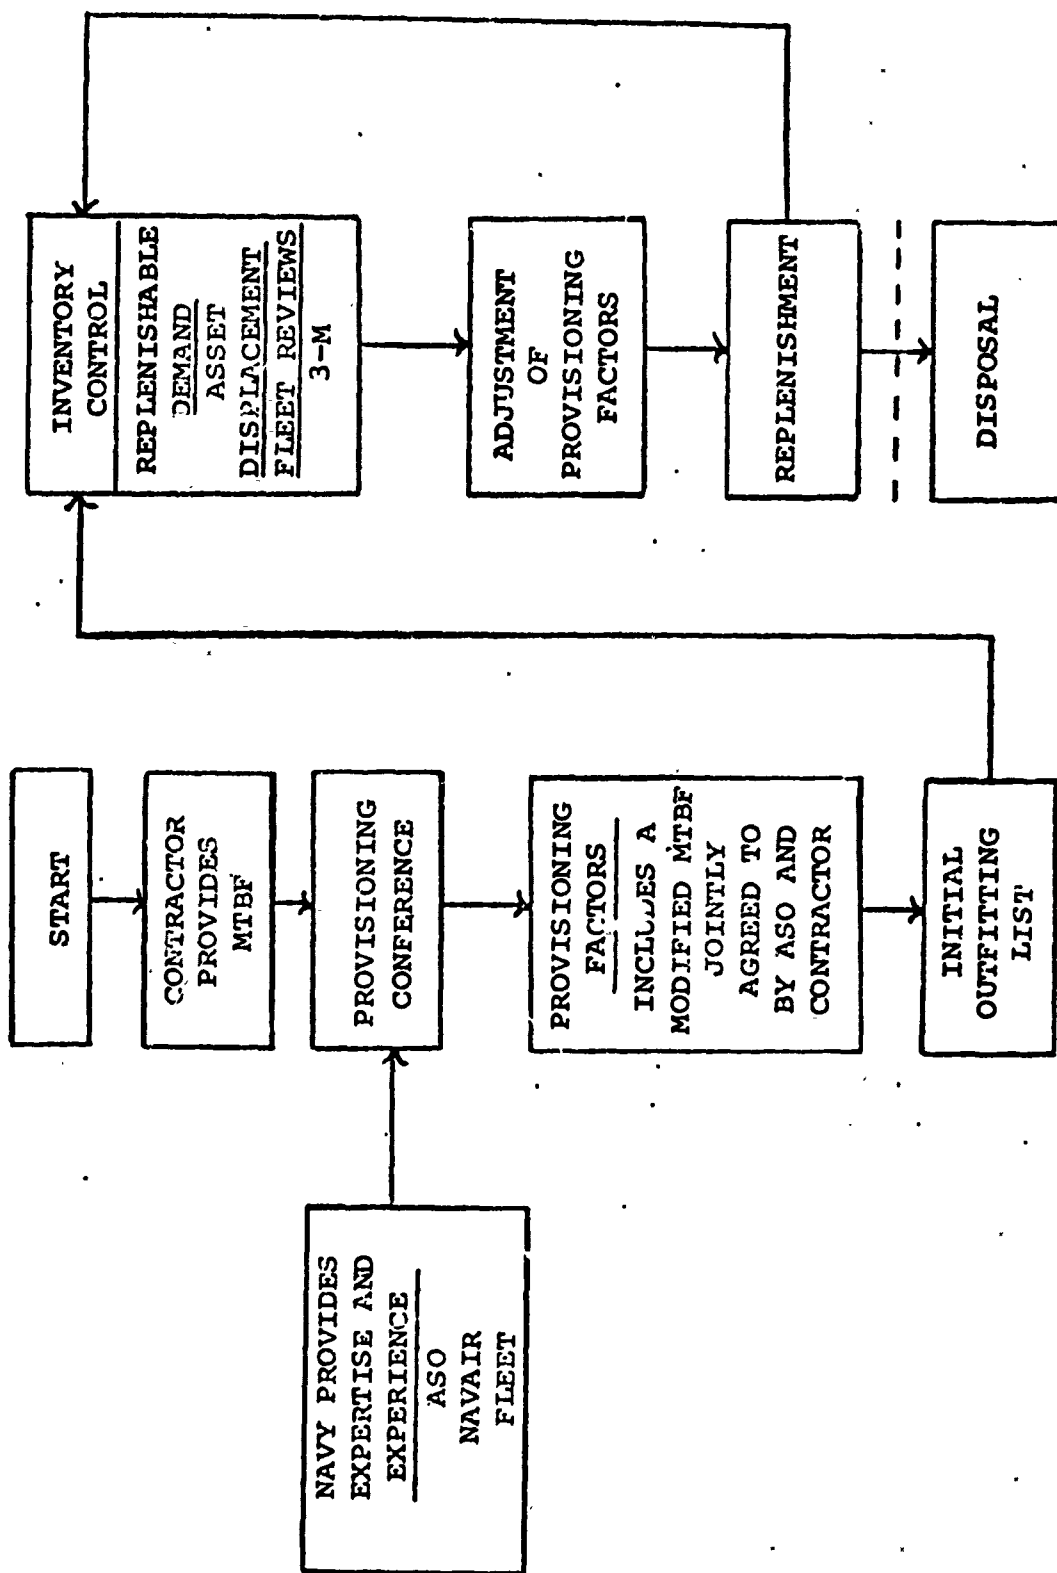 START
CONTRACTOR
PROVIDES
MTBF
PROVISIONING
CONFERENCE
NAVY PROVIDES
EXPERTISE AND
EXPERIENCE
ASO
NAVAIR
FLEET
PROVISIONING
FACTORS
INCLUDES A
MODIFIED MTBF
JOINTLY
AGREED TO
BY ASO AND
CONTRACTOR
INITIAL
OUTFITTING
LIST
INVENTORY
CONTROL
REPLENISHABLE
DEMAND
ASSET
DISPLACEMENT
FLEET REVIEWS
3-M
ADJUSTMENT
OF
PROVISIONING
FACTORS
REPLENISHMENT
DISPOSAL